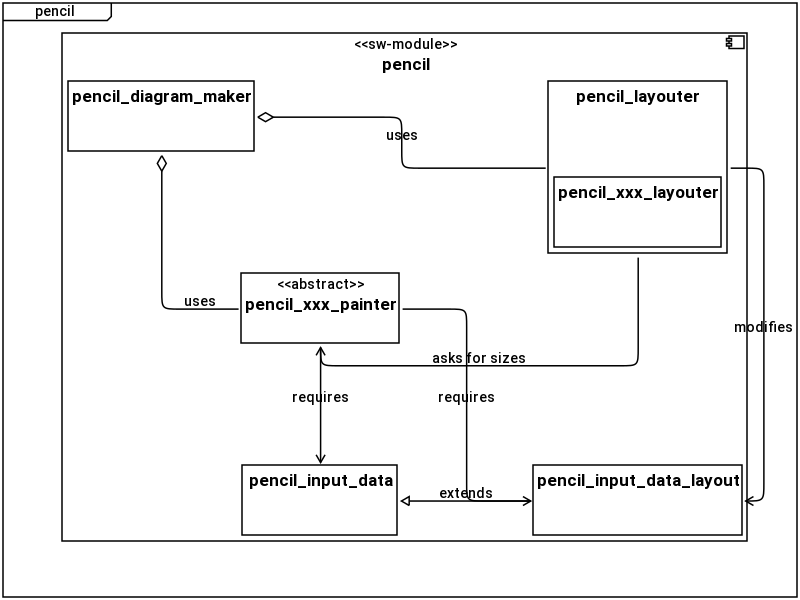 pencil
<<sw-module>>
pencil
pencil_diagram_maker
pencil_layouter
uses
pencil_xxx_layouter
<<abstract>>
uses
pencil_xxx_painter
modifies
asks for sizes
requires
requires
pencil_input_data
pencil_input_data_layout
extends